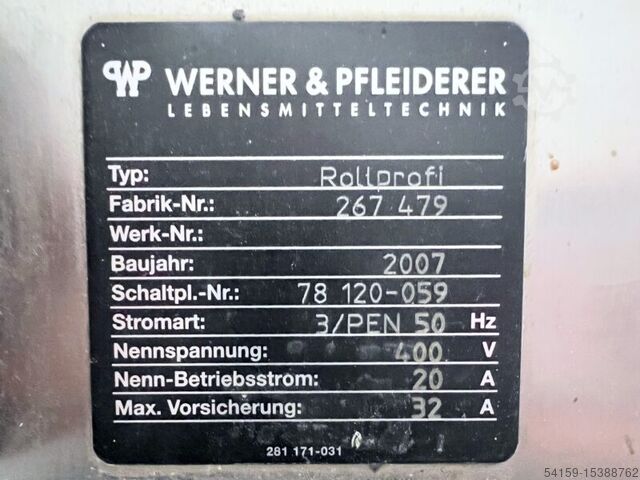 WP WERNER & PFLEIDERER
LEBENSMITTELTECHNIK
Typ: Rollprofi
Fabrik-Nr.: 267 479
Werk-Nr.:
Baujahr: 2007
Schaltpl.-Nr.: 78 120-059
Stromart: 3/PEN 50 Hz
Nennspannung: 400 V
Nenn-Betriebsstrom: 20 A
Max. Vorsicherung: 32 A
281 171-031
54159-15388762